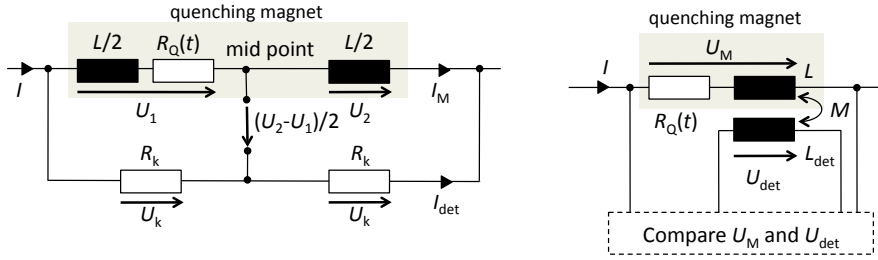 quenching magnet
L/2
R_Q(t)
mid point
L/2
I
U_1
U_2
I_M
(U_2-U_1)/2
R_k
R_k
U_k
U_k
I_det
quenching magnet
U_M
I
L
R_Q(t)
M
L_det
U_det
Compare U_M and U_det